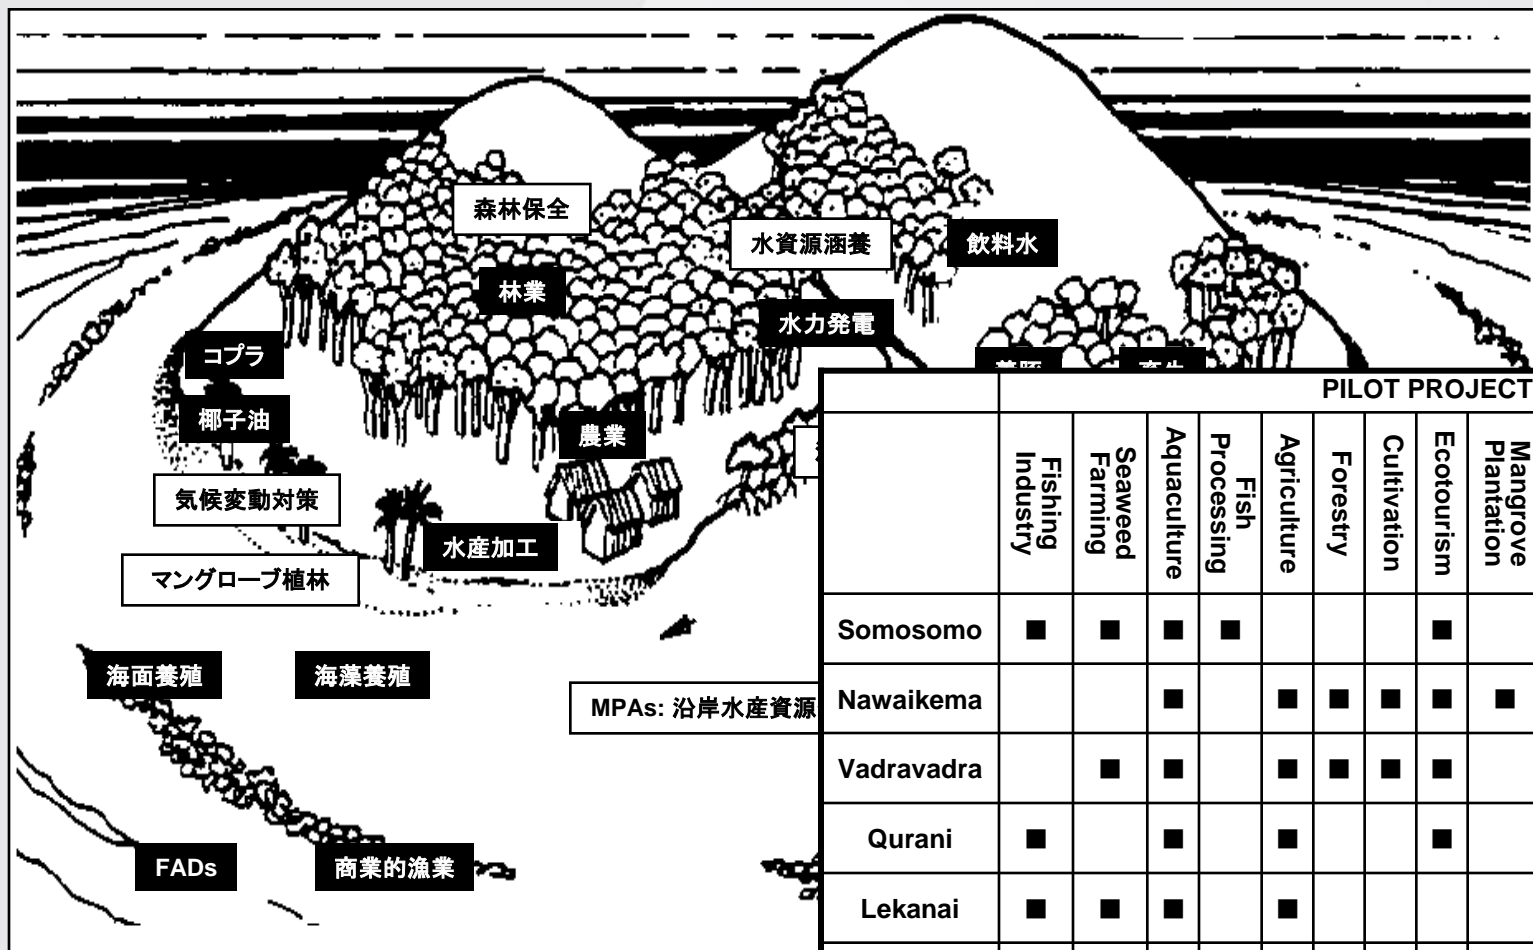 森林保全
水資源涵養
飲料水
林業
水力発電
コプラ
椰子油
農業
気候変動対策
水産加工
マングローブ植林
海面養殖
海藻養殖
MPAs: 沿岸水産資源
FADs
商業的漁業
PILOT PROJECT
Fishing Industry
Seaweed Farming
Aquaculture
Fish Processing
Agriculture
Forestry
Cultivation
Ecotourism
Mangrove Plantation
Somosomo ■ ■ ■ ■ ■
Nawaikema ■ ■ ■ ■ ■ ■
Vadravadra ■ ■ ■ ■ ■ ■
Qurani ■ ■ ■ ■
Lekanai ■ ■ ■ ■